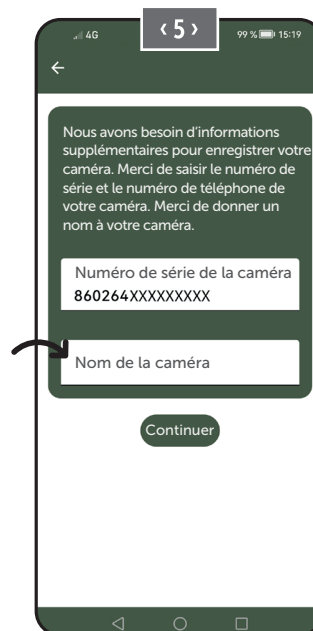 4G
‹ 5 ›
99 % 15:19
Nous avons besoin d’informations
supplémentaires pour enregistrer votre
caméra. Merci de saisir le numéro de
série et le numéro de téléphone de
votre caméra. Merci de donner un
nom à votre caméra.
Numéro de série de la caméra
860264XXXXXXXXX
Nom de la caméra
Continuer